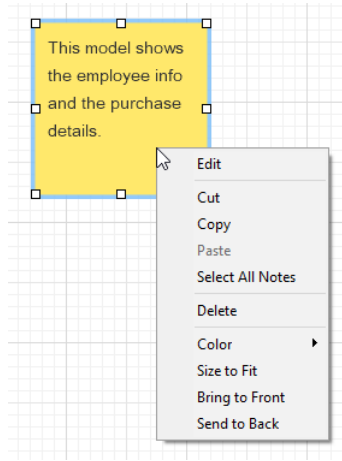 This model shows
the employee info
and the purchase
details.
Edit
Cut
Copy
Paste
Select All Notes
Delete
Color
Size to Fit
Bring to Front
Send to Back